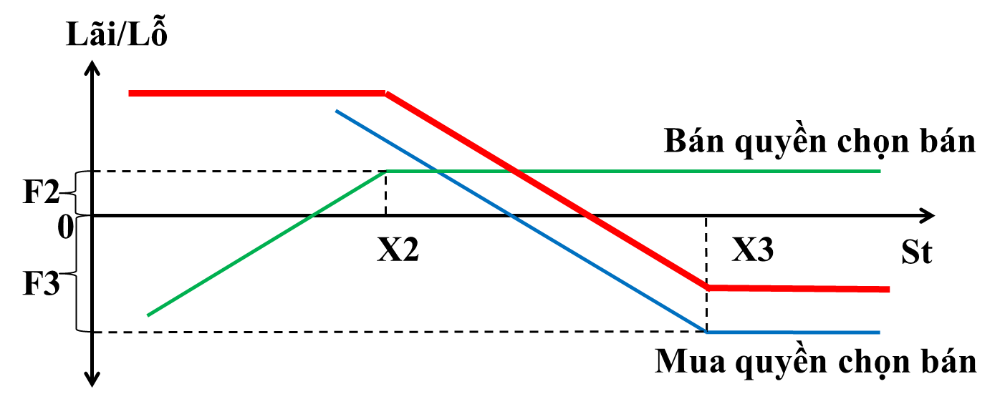 Lãi/Lỗ
Bán quyền chọn bán
F2
0
X2
X3
St
F3
Mua quyền chọn bán